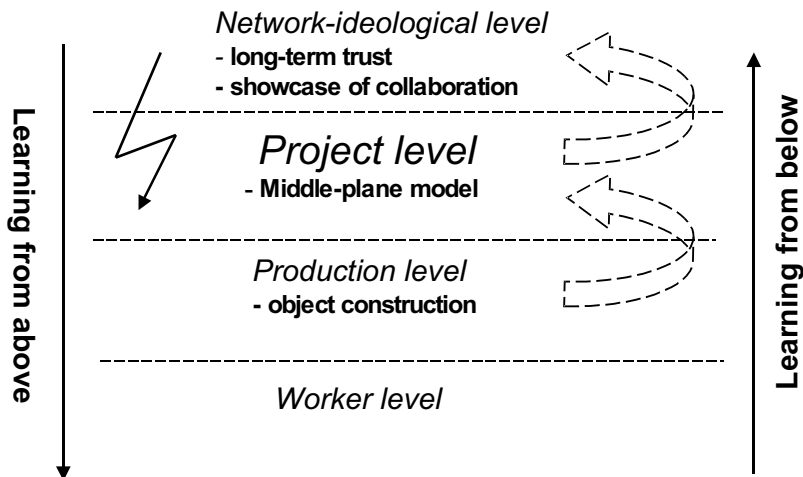 Network-ideological level
- long-term trust
- showcase of collaboration
Learning from above
Project level
- Middle-plane model
Learning from below
Production level
- object construction
Worker level